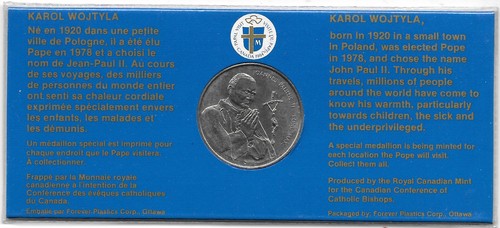 KAROL WOJTYLA
Né en 1920 dans une petite
ville de Pologne, il a été élu
Pape en 1978 et a choisi le
nom de Jean-Paul II. Au cours
de ses voyages, des milliers
de personnes du monde entier
ont senti sa chaleur cordiale
exprimée spécialement envers
les enfants, les malades et
les démunis.
Un médaillon spécial est imprimé pour
chaque endroit que le Pape visitera.
À collectionner.
Frappé par la Monnaie royale
canadienne à l'intention de la
Conférence des évêques catholiques
du Canada.
Emballé par Forever Plastics Corp., Ottawa
CANADA
KAROL WOJTYLA,
born in 1920 in a small town
in Poland, was elected Pope
in 1978, and chose the name
John Paul II. Through his
travels, millions of people
around the world have come to
know his warmth, particularly
towards children, the sick and
the underprivileged.
A special medallion is being minted for
each location the Pope will visit.
Collect them all.
Produced by the Royal Canadian Mint
for the Canadian Conference of
Catholic Bishops.
Packaged by: Forever Plastics Corp., Ottawa